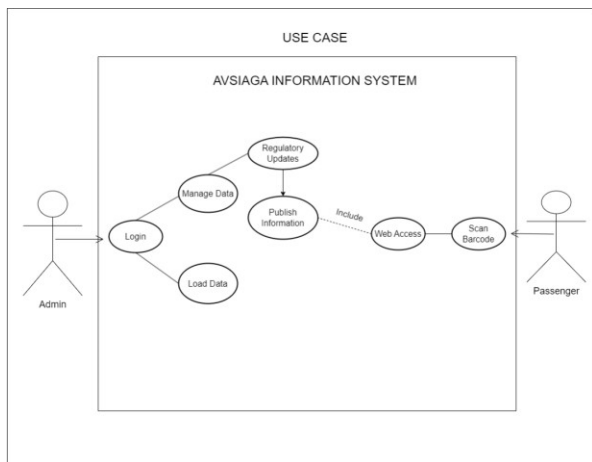 USE CASE
AVSIAGA INFORMATION SYSTEM
Regulatory
Updates
Manage Data
Publish
Information
Include
Login
Web Access
Scan
Barcode
Load Data
Admin
Passenger